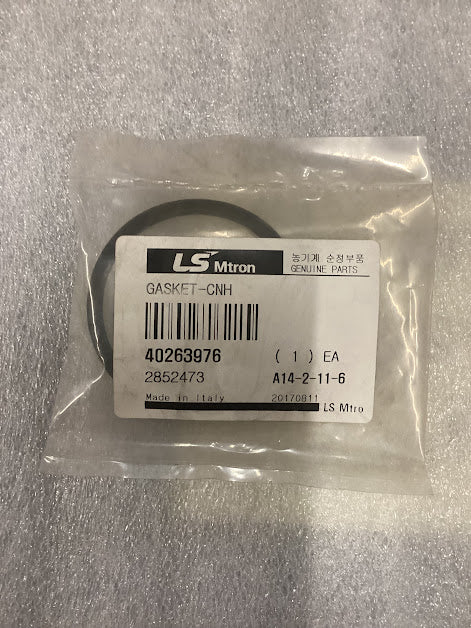 LS Mtron
농기계 순정부품
GENUINE PARTS
GASKET-CNH
40263976 ( 1 ) EA
2852473 A14-2-11-6
Made in Italy 20170811
LS Mtro